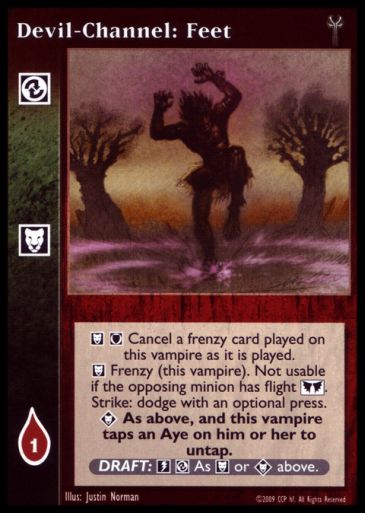 Devil-Channel: Feet
Cancel a frenzy card played on
this vampire as it is played.
Frenzy (this vampire). Not usable
if the opposing minion has flight
Strike: dodge with an optional press.
As above, and this vampire
taps an Aye on him or her to
untap.
DRAFT: As or above.
1
Illus: Justin Norman
©2009 CCP hf. All Rights Reserved